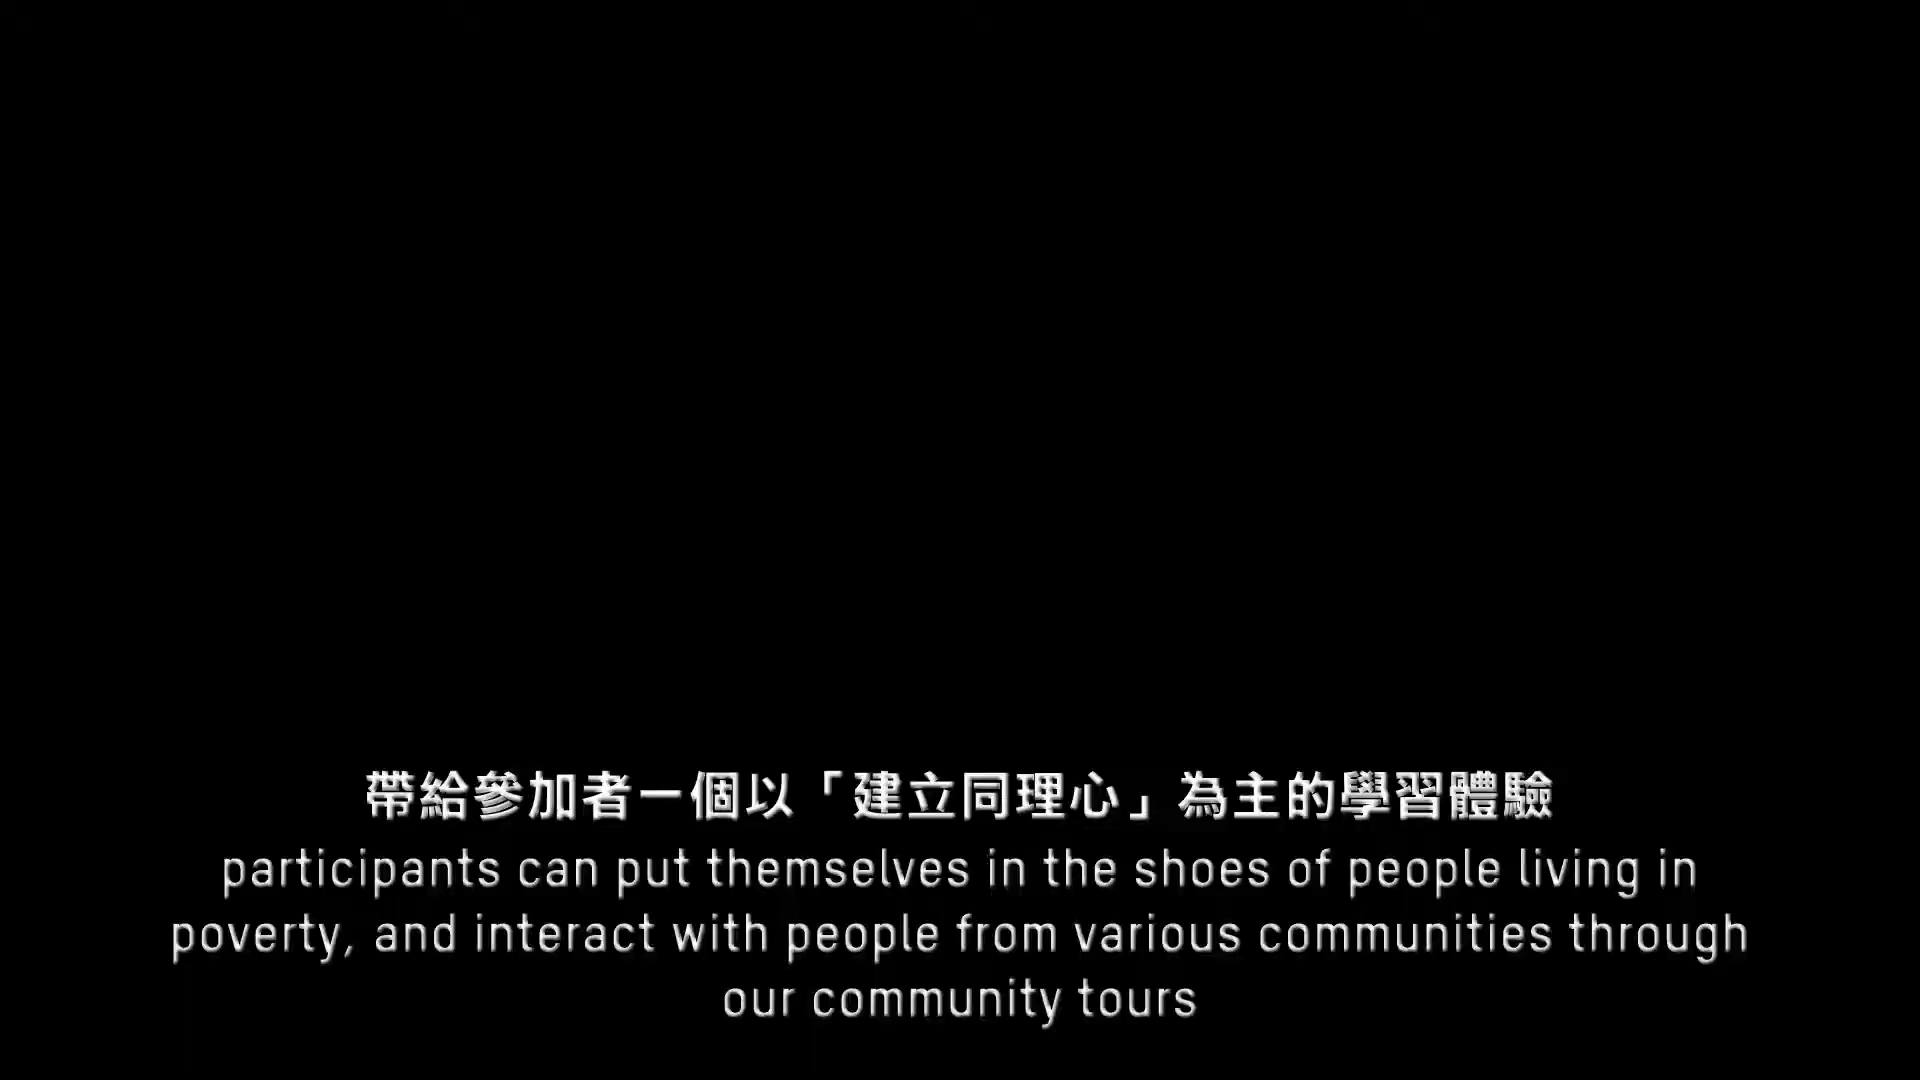 帶給參加者一個以「建立同理心」為主的學習體驗
participants can put themselves in the shoes of people living in
poverty, and interact with people from various communities through
our community tours